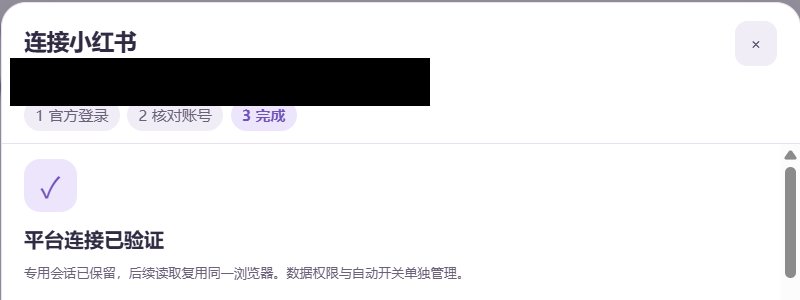 连接小红书
×
1 官方登录 2 核对账号 3 完成
✓
平台连接已验证
专用会话已保留，后续读取复用同一浏览器。数据权限与自动开关单独管理。